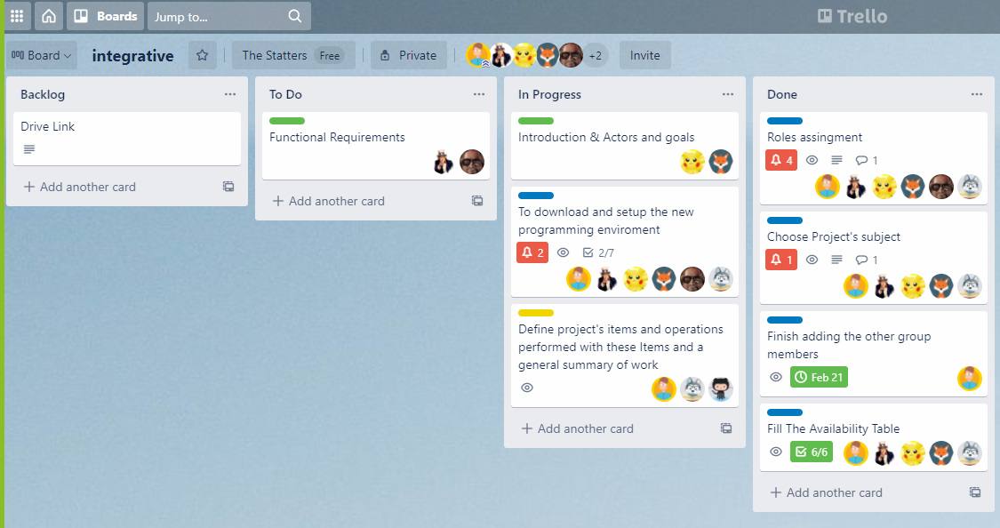 Boards
Jump to...
Trello
Board
integrative
The Statters Free
Private
+2
Invite
Backlog
Drive Link
Add another card
To Do
Functional Requirements
Add another card
In Progress
Introduction & Actors and goals
To download and setup the new
programming enviroment
2
2/7
Define project's items and operations
performed with these Items and a
general summary of work
Add another card
Done
Roles assingment
4
1
Choose Project's subject
1
1
Finish adding the other group
members
Feb 21
Fill The Availability Table
6/6
Add another card